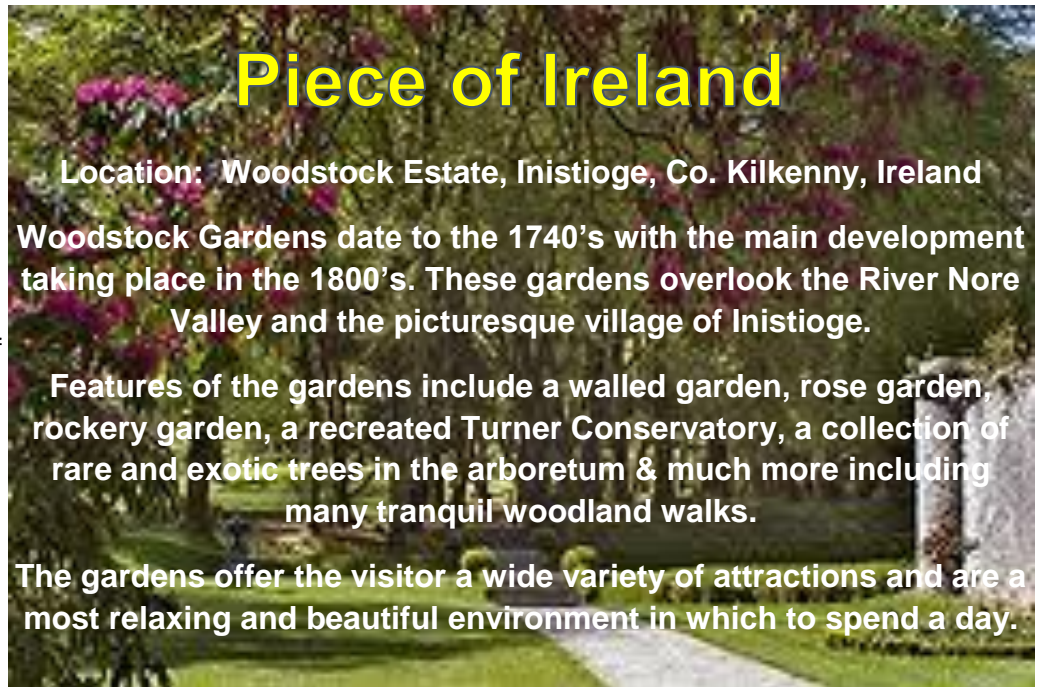 Piece of Ireland
Location: Woodstock Estate, Inistioge, Co. Kilkenny, Ireland
Woodstock Gardens date to the 1740’s with the main development
taking place in the 1800’s. These gardens overlook the River Nore
Valley and the picturesque village of Inistioge.
Features of the gardens include a walled garden, rose garden,
rockery garden, a recreated Turner Conservatory, a collection of
rare and exotic trees in the arboretum & much more including
many tranquil woodland walks.
The gardens offer the visitor a wide variety of attractions and are a
most relaxing and beautiful environment in which to spend a day.